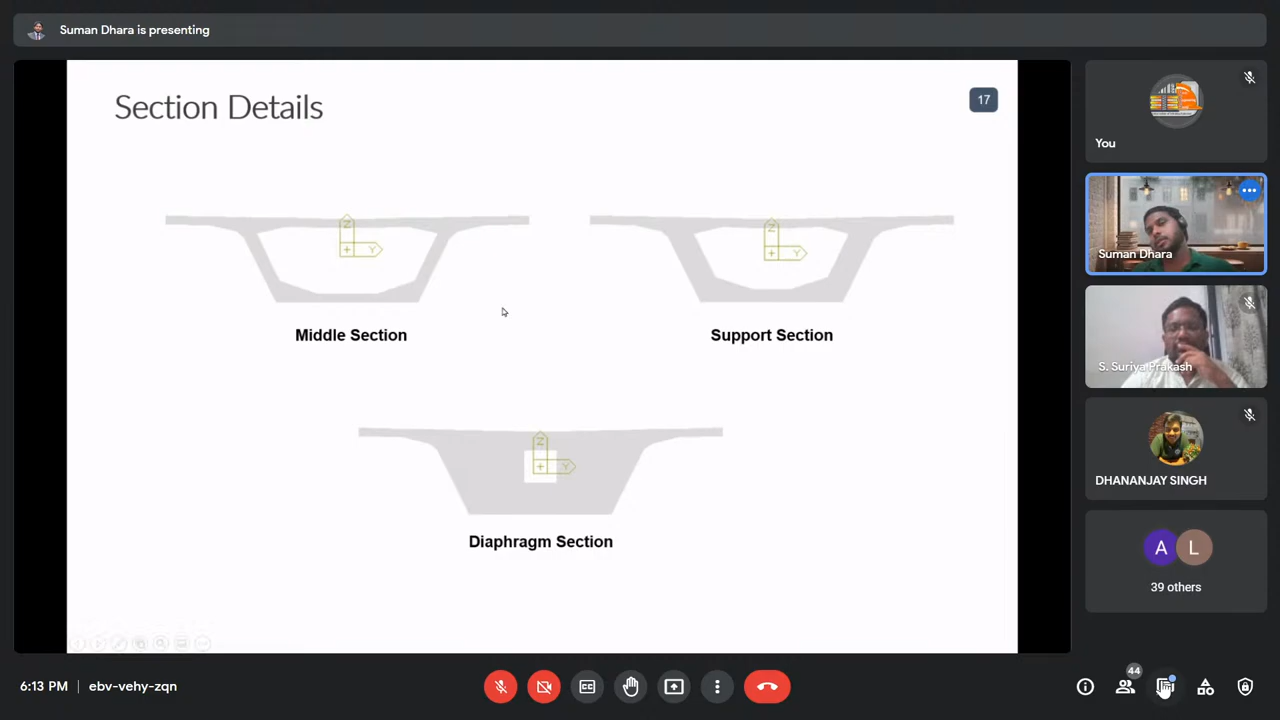 Suman Dhara is presenting
Section Details
17
Z
Y
Z
Y
Middle Section
Support Section
Z
Y
Diaphragm Section
You
Suman Dhara
S. Suriya Prakash
DHANANJAY SINGH
A
L
39 others
6:13 PM
ebv-vehy-zqn
CC
44